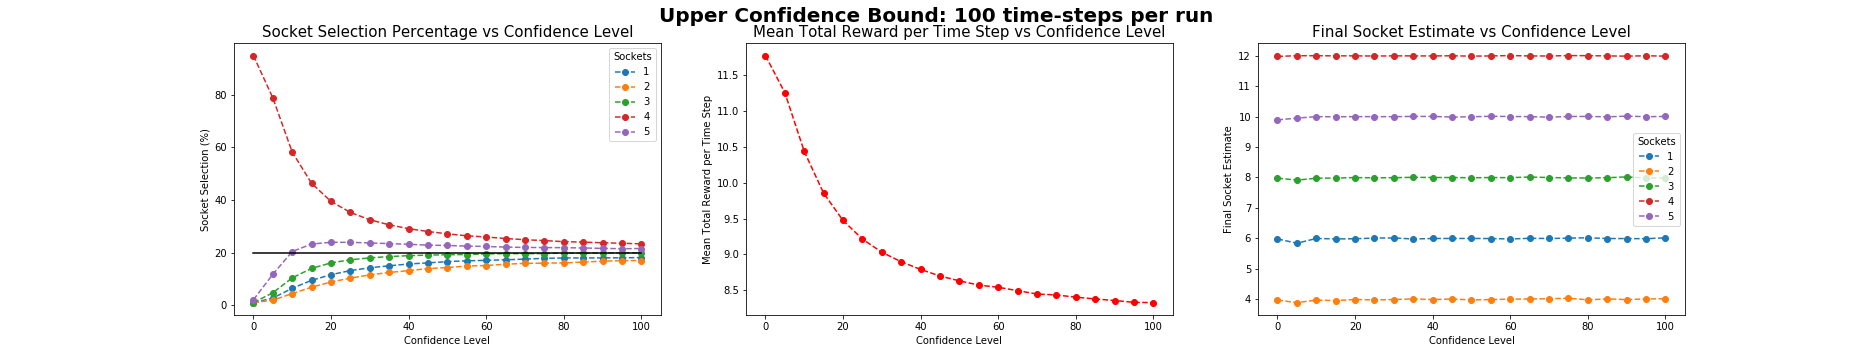 Upper Confidence Bound: 100 time-steps per run
Socket Selection Percentage vs Confidence Level
Socket Selection (%)
80
60
40
20
0
0 20 40 60 80 100
Confidence Level
Sockets
1
2
3
4
5
Mean Total Reward per Time Step vs Confidence Level
Mean Total Reward per Time Step
11.5
11.0
10.5
10.0
9.5
9.0
8.5
0 20 40 60 80 100
Confidence Level
Final Socket Estimate vs Confidence Level
Final Socket Estimate
12
11
10
9
8
7
6
5
4
0 20 40 60 80 100
Confidence Level
Sockets
1
2
3
4
5